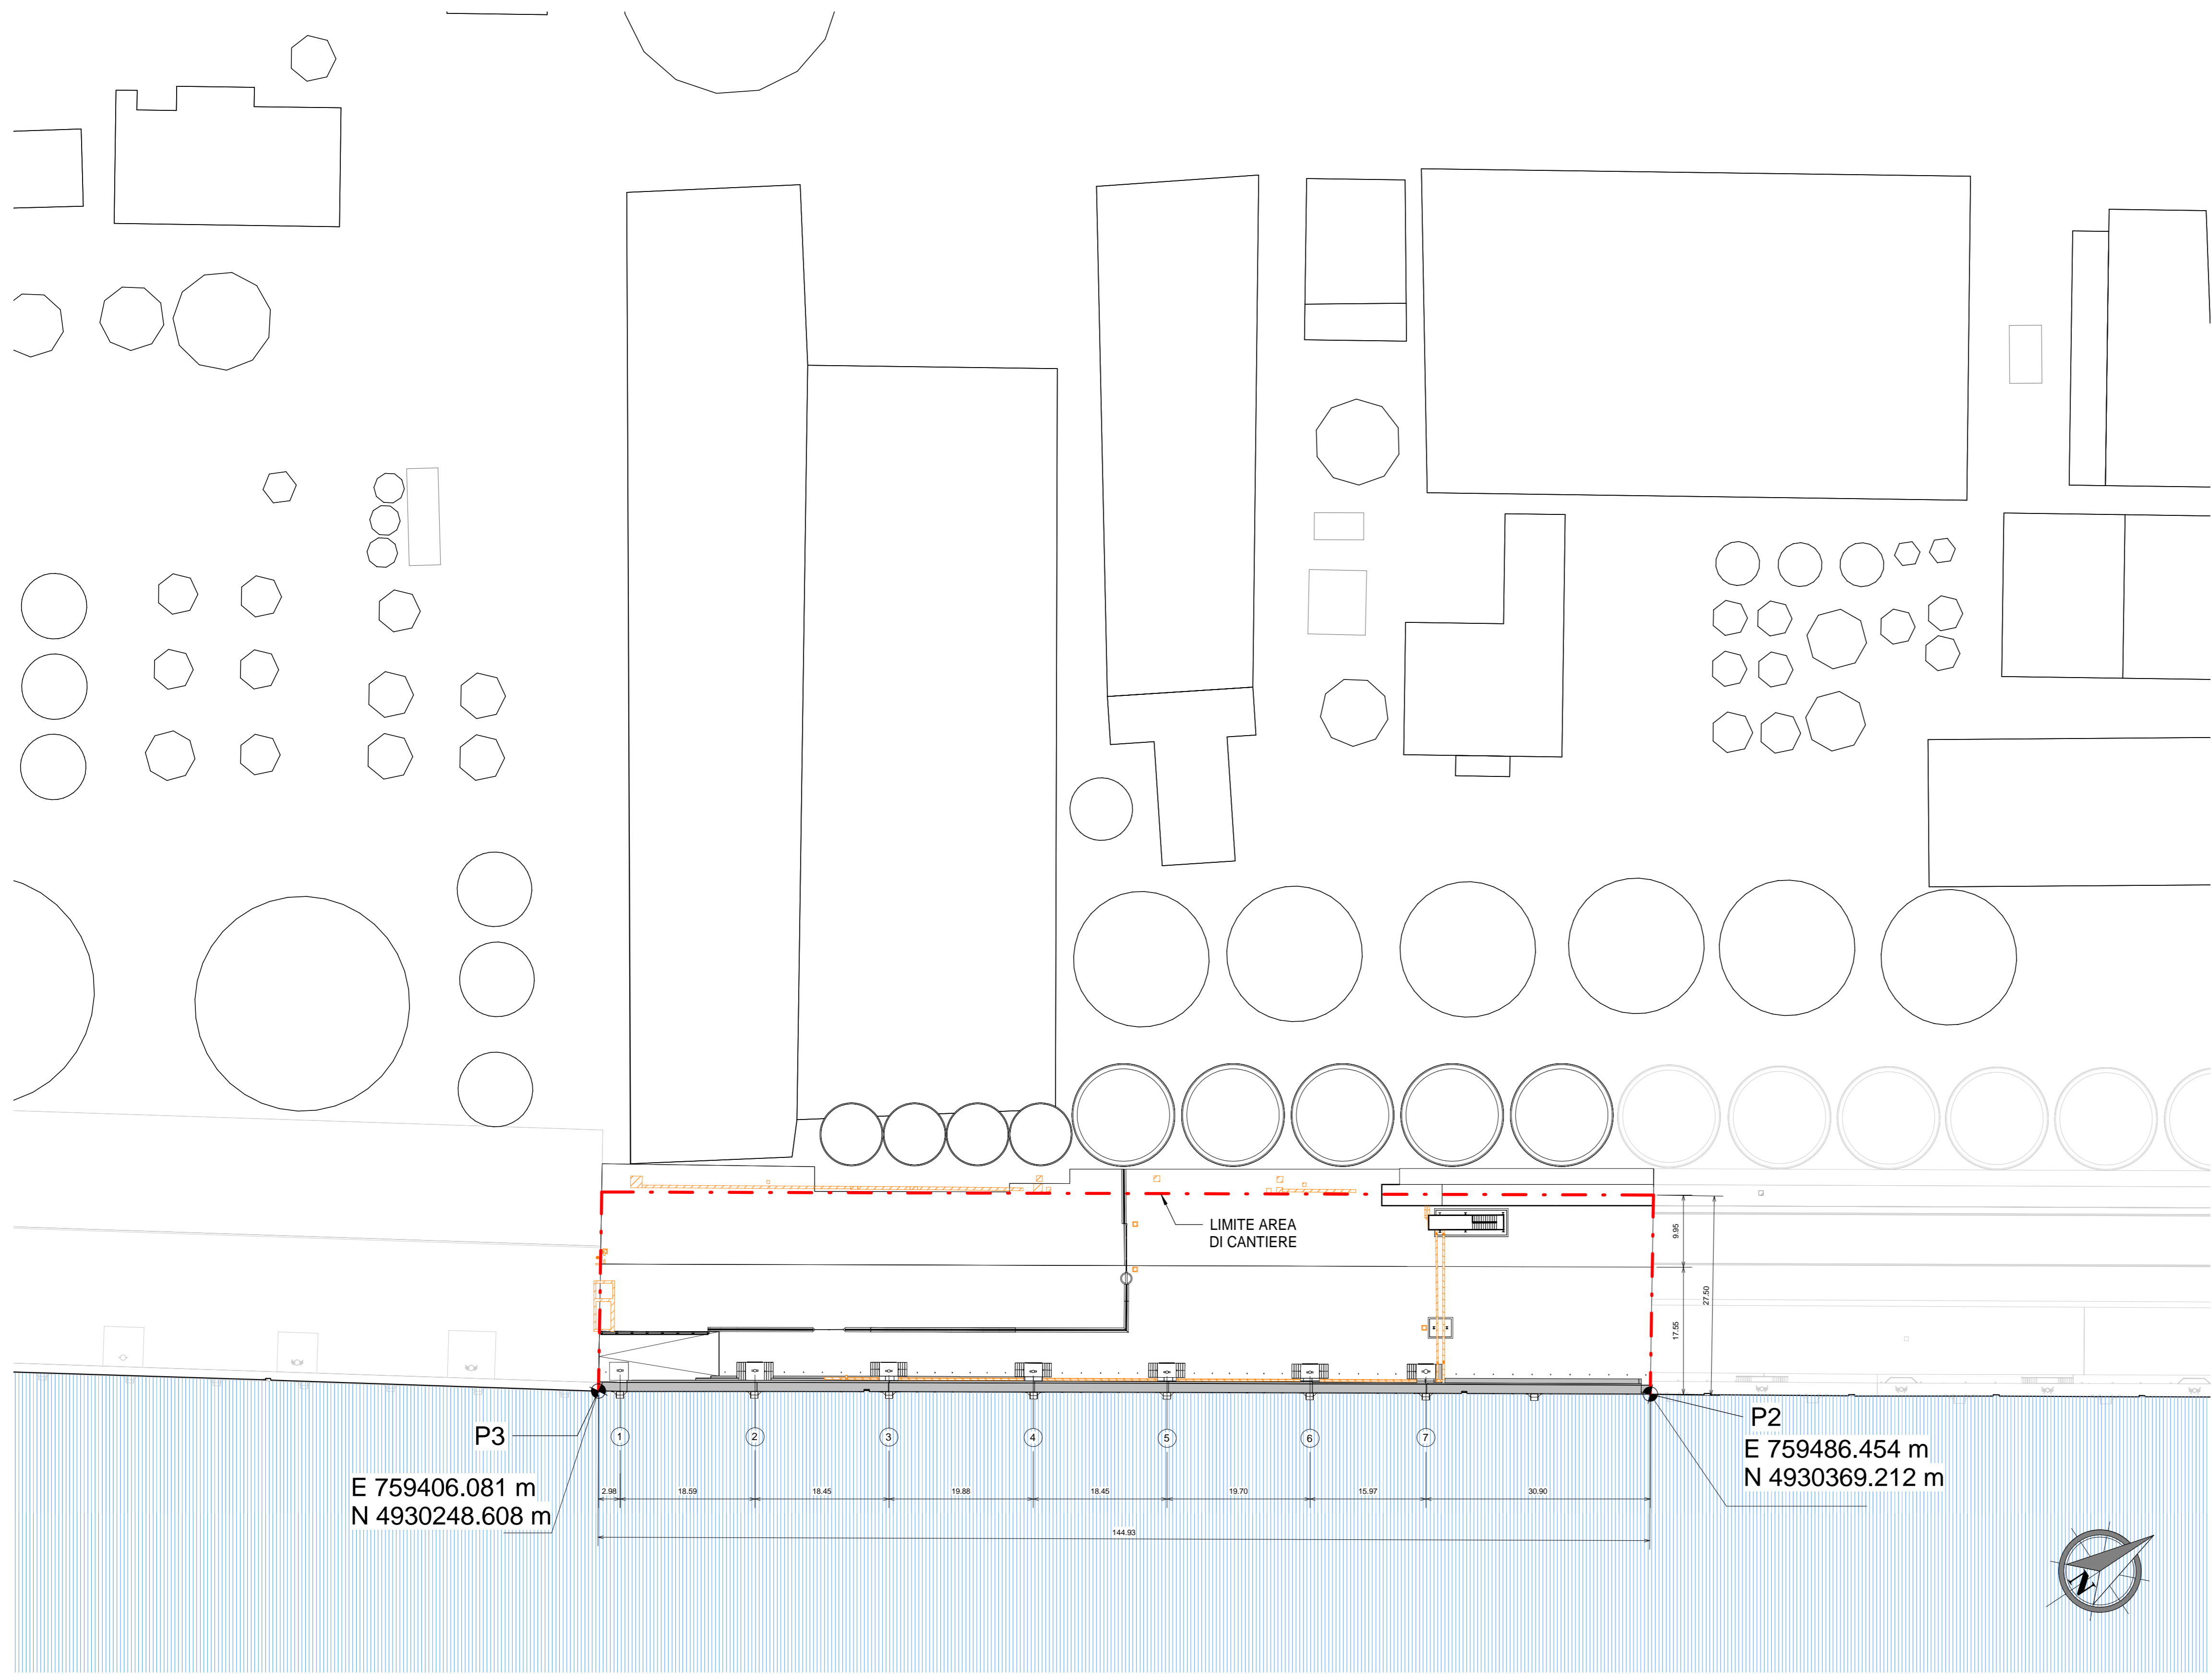 LIMITE AREA
DI CANTIERE
9.95
27.50
17.55
P3
E 759406.081 m
N 4930248.608 m
1
2
3
4
5
6
7
P2
E 759486.454 m
N 4930369.212 m
2.98
18.59
18.45
19.88
18.45
19.70
15.97
30.90
144.93
N